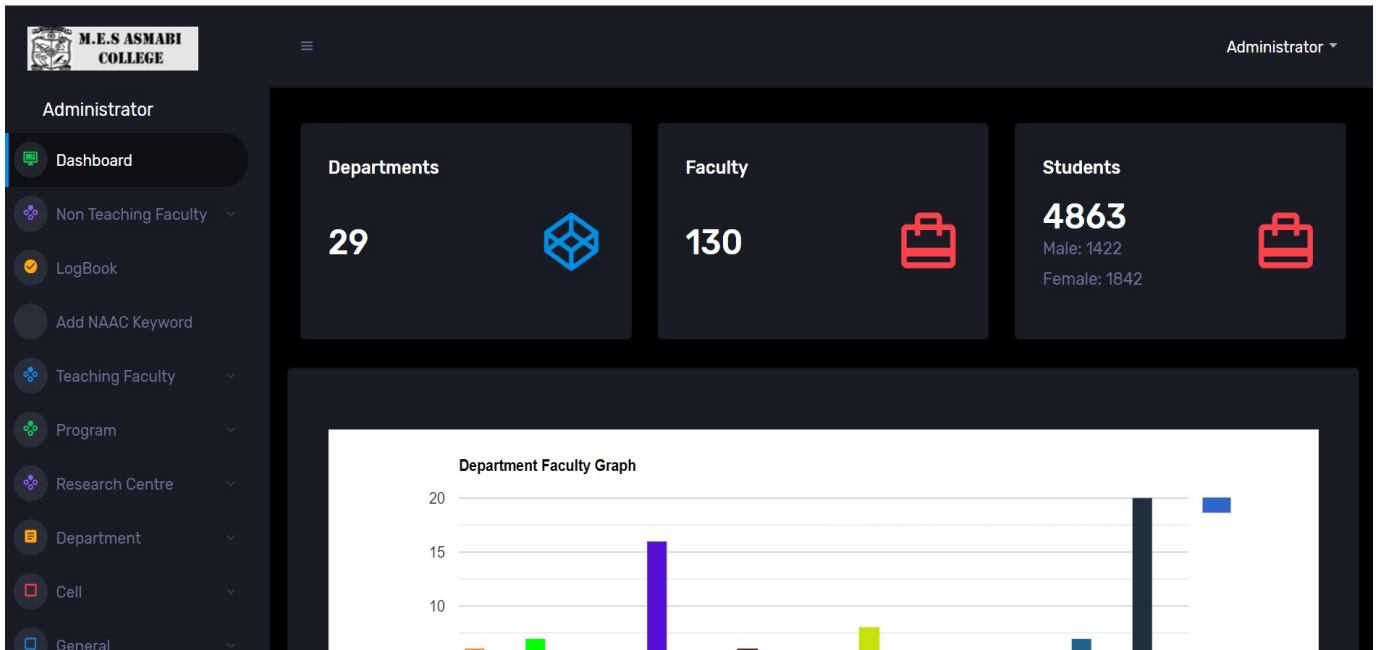 M.E.S ASMABI
COLLEGE
Administrator
Administrator
Dashboard
Non Teaching Faculty
LogBook
Add NAAC Keyword
Teaching Faculty
Program
Research Centre
Department
Cell
General
Departments
29
Faculty
130
Students
4863
Male: 1422
Female: 1842
Department Faculty Graph
20
15
10